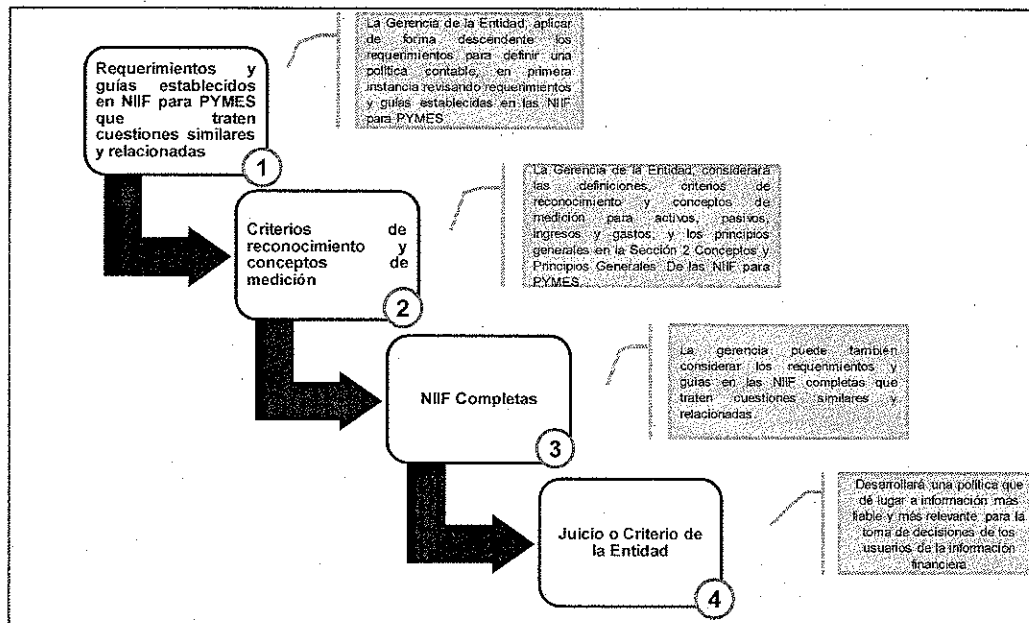 Requerimientos y
guías establecidos
en NIIF para PYMES
que traten
cuestiones similares
y relacionadas
1
La Gerencia de la Entidad, aplicar
de forma descendente los
requerimientos para definir una
política contable, en primera
instancia revisando requerimientos
y guías establecidas en las NIIF
para PYMES
Criterios de
reconocimiento y
conceptos de
medición
2
La Gerencia de la Entidad, considerará
las definiciones, criterios de
reconocimiento y conceptos de
medición para activos, pasivos,
ingresos y gastos, y los principios
generales en la Sección 2 Conceptos y
Principios Generales De las NIIF para
PYMES.
NIIF Completas
3
La gerencia puede también
considerar los requerimientos y
guías en las NIIF completas que
traten cuestiones similares y
relacionadas.
Juicio o Criterio de
la Entidad
4
Desarrollará una política que
dé lugar a información mas
fiable y más relevante, para la
toma de decisiones de los
usuarios de la información
financiera